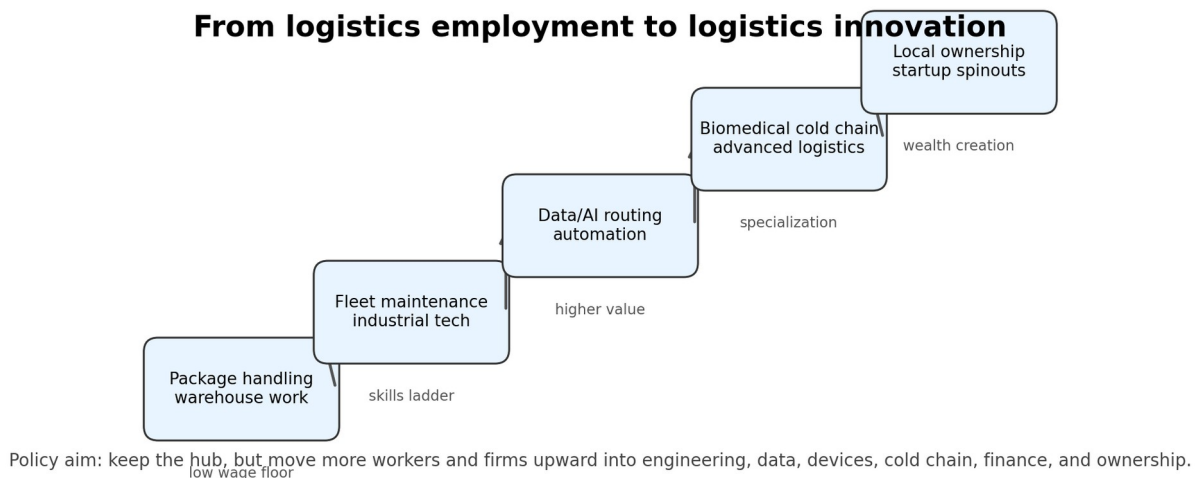 From logistics employment to logistics innovation
Local ownership
startup spinouts
wealth creation
Biomedical cold chain
advanced logistics
specialization
Data/AI routing
automation
higher value
Fleet maintenance
industrial tech
skills ladder
Package handling
warehouse work
low wage floor
Policy aim: keep the hub, but move more workers and firms upward into engineering, data, devices, cold chain, finance, and ownership.